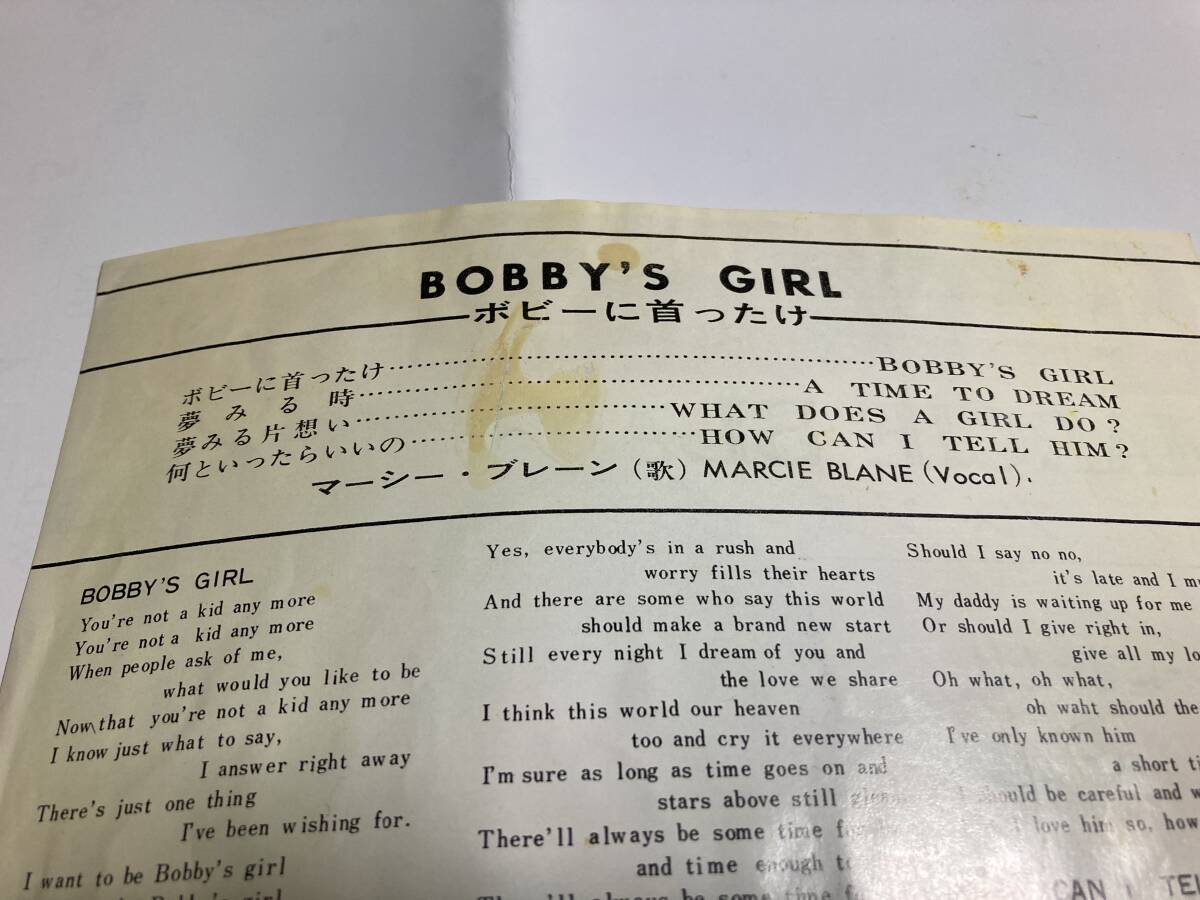 BOBBY'S GIRL
ボビーに首ったけ
ボビーに首ったけ……BOBBY'S GIRL
夢みる時……A TIME TO DREAM
夢みる片想い……WHAT DOES A GIRL DO?
何といったらいいの……HOW CAN I TELL HIM?
マーシー・ブレーン(歌) MARCIE BLANE (Vocal).
BOBBY'S GIRL
You're not a kid any more
You're not a kid any more
When people ask of me,
what would you like to be
Now that you're not a kid any more
I know just what to say,
I answer right away
There's just one thing
I've been wishing for.
I want to be Bobby's girl
girl
Yes, everybody's in a rush and
worry fills their hearts
And there are some who say this world
should make a brand new start
Still every night I dream of you and
the love we share
I think this world our heaven
too and cry it everywhere
I'm sure as long as time goes on and
stars above still
There'll always be some time
and time enough
always be some time
Should I say no no,
it's late and I
My daddy is waiting up for me
Or should I give right in,
give all my
Oh what, oh what,
oh waht should the
I've only known him
a short
should be careful and
love him so, how
CAN I